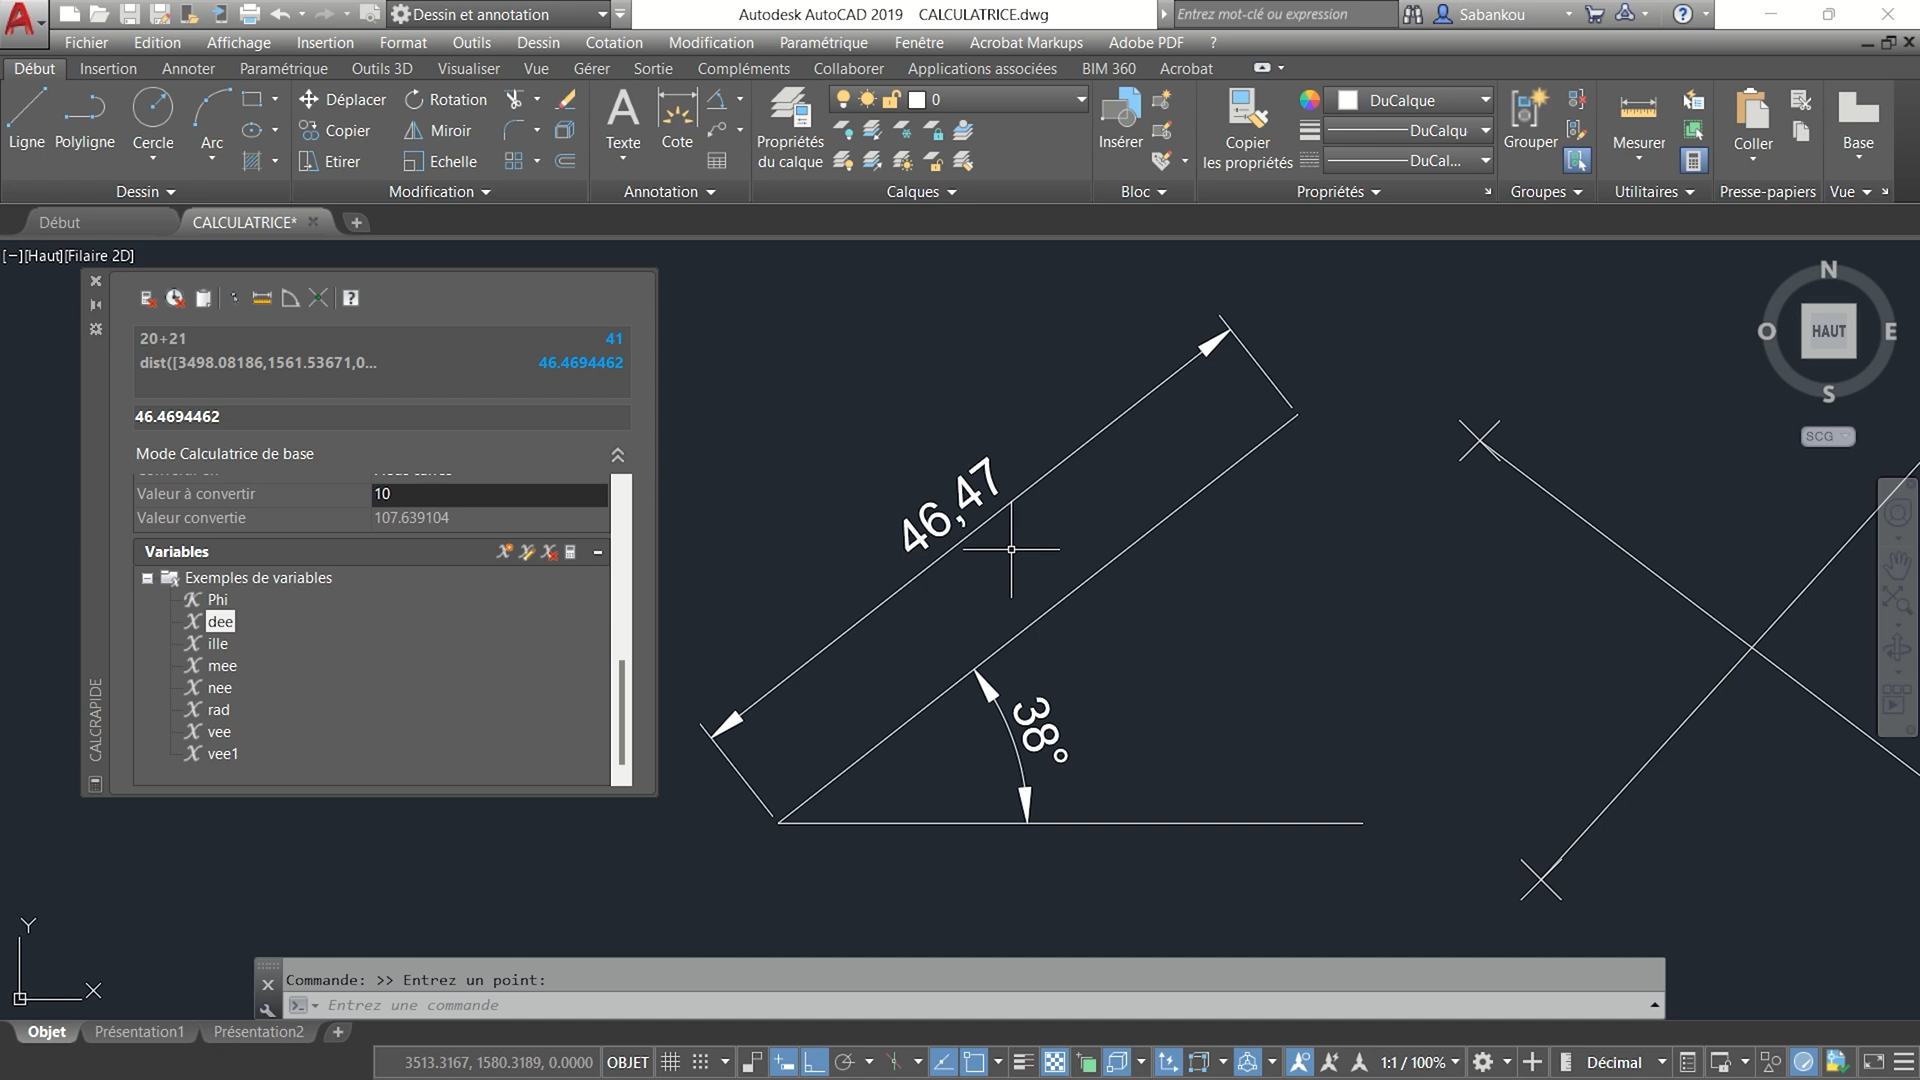 Dessin et annotation
Autodesk AutoCAD 2019 CALCULATRICE.dwg
Entrez mot-clé ou expression
Sabankou
Fichier Edition Affichage Insertion Format Outils Dessin Cotation Modification Paramétrique Fenêtre Acrobat Markups Adobe PDF ?
Début Insertion Annoter Paramétrique Outils 3D Visualiser Vue Gérer Sortie Compléments Collaborer Applications associées BIM 360 Acrobat
Ligne Polyligne Cercle Arc
Déplacer Rotation
Copier Miroir
Etirer Echelle
Texte Cote
Propriétés
du calque
0
Insérer
Copier
les propriétés
DuCalque
DuCalqu
DuCal...
Grouper
Mesurer
Coller
Base
Dessin Modification Annotation Calques Bloc Propriétés Groupes Utilitaires Presse-papiers Vue
Début CALCULATRICE*
[−][Haut][Filaire 2D]
20+21 41
dist([3498.08186,1561.53671,0... 46.4694462
46.4694462
Mode Calculatrice de base
Valeur à convertir 10
Valeur convertie 107.639104
Variables
Exemples de variables
Phi
dee
ille
mee
nee
rad
vee
vee1
CALCRAPIDE
46,47
38°
N
O HAUT E
S
SCG
Y
X
Commande: >> Entrez un point:
Entrez une commande
Objet Présentation1 Présentation2
3513.3167, 1580.3189, 0.0000 OBJET 1:1 / 100% Décimal